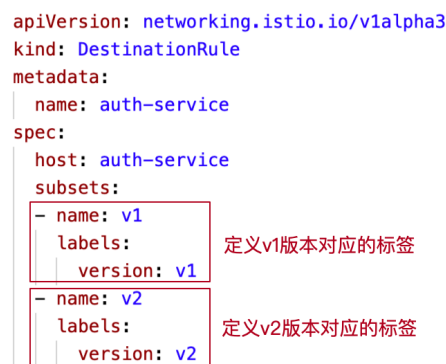 apiVersion: networking.istio.io/v1alpha3
kind: DestinationRule
metadata:
  name: auth-service
spec:
  host: auth-service
  subsets:
  - name: v1
    labels:
      version: v1
定义v1版本对应的标签
  - name: v2
    labels:
      version: v2
定义v2版本对应的标签